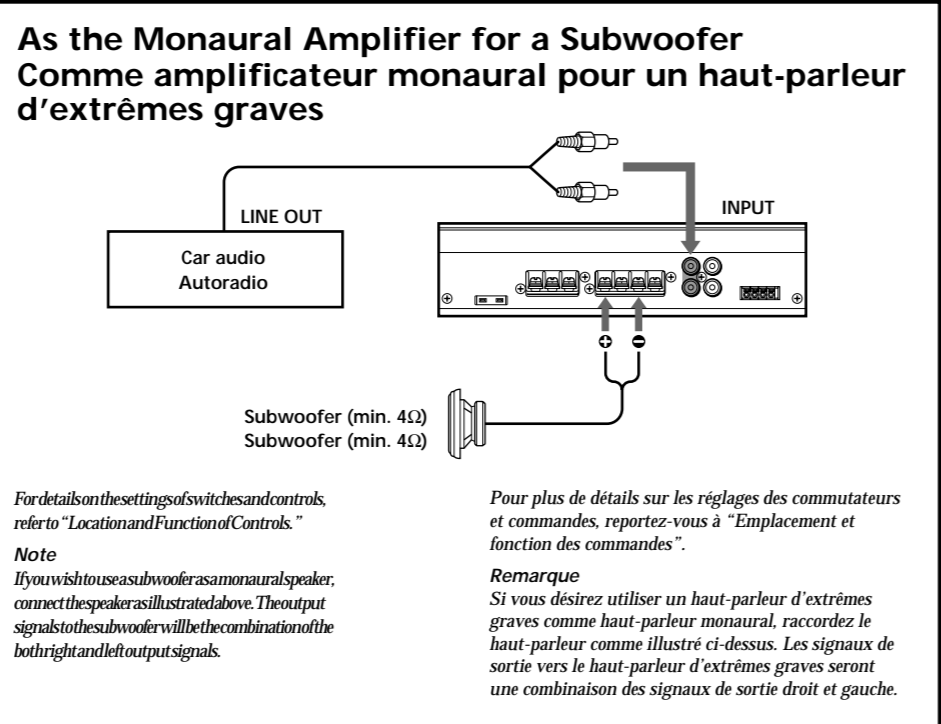 As the Monaural Amplifier for a Subwoofer
Comme amplificateur monaural pour un haut-parleur
d'extrêmes graves
LINE OUT
INPUT
Car audio
Autoradio
Subwoofer (min. 4Ω)
Subwoofer (min. 4Ω)
For details on the settings of switches and controls,
refer to “Location and Function of Controls.”
Note
If you wish to use a subwoofer as a monaural speaker,
connect the speaker as illustrated above. The output
signals to the subwoofer will be the combination of the
both right and left output signals.
Pour plus de détails sur les réglages des commutateurs
et commandes, reportez-vous à “Emplacement et
fonction des commandes”.
Remarque
Si vous désirez utiliser un haut-parleur d'extrêmes
graves comme haut-parleur monaural, raccordez le
haut-parleur comme illustré ci-dessus. Les signaux de
sortie vers le haut-parleur d'extrêmes graves seront
une combinaison des signaux de sortie droit et gauche.